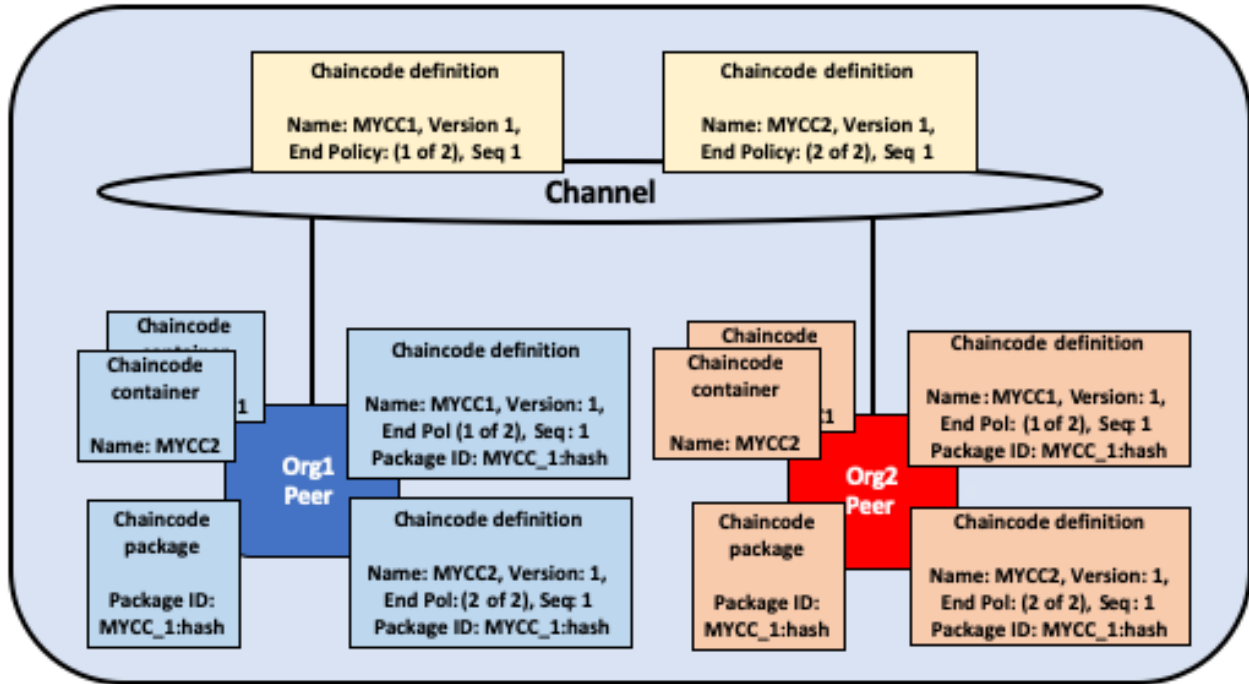 Chaincode definition
Name: MYCC1, Version 1,
End Policy: (1 of 2), Seq 1
Chaincode definition
Name: MYCC2, Version 1,
End Policy: (2 of 2), Seq 1
Channel
Chaincode
1
Chaincode
container
Name: MYCC2
Chaincode definition
Name: MYCC1, Version: 1,
End Pol (1 of 2), Seq: 1
Package ID: MYCC_1:hash
Org1
Peer
Chaincode
package
Package ID:
MYCC_1:hash
Chaincode definition
Name: MYCC2, Version: 1,
End Pol: (2 of 2), Seq: 1
Package ID: MYCC_1:hash
Chaincode
C1
Chaincode
container
Name: MYCC2
Chaincode definition
Name: MYCC1, Version: 1,
End Pol: (1 of 2), Seq: 1
Package ID: MYCC_1:hash
Org2
Peer
Chaincode
package
Package ID:
MYCC_1:hash
Chaincode definition
Name: MYCC2, Version: 1,
End Pol: (2 of 2), Seq: 1
Package ID: MYCC_1:hash